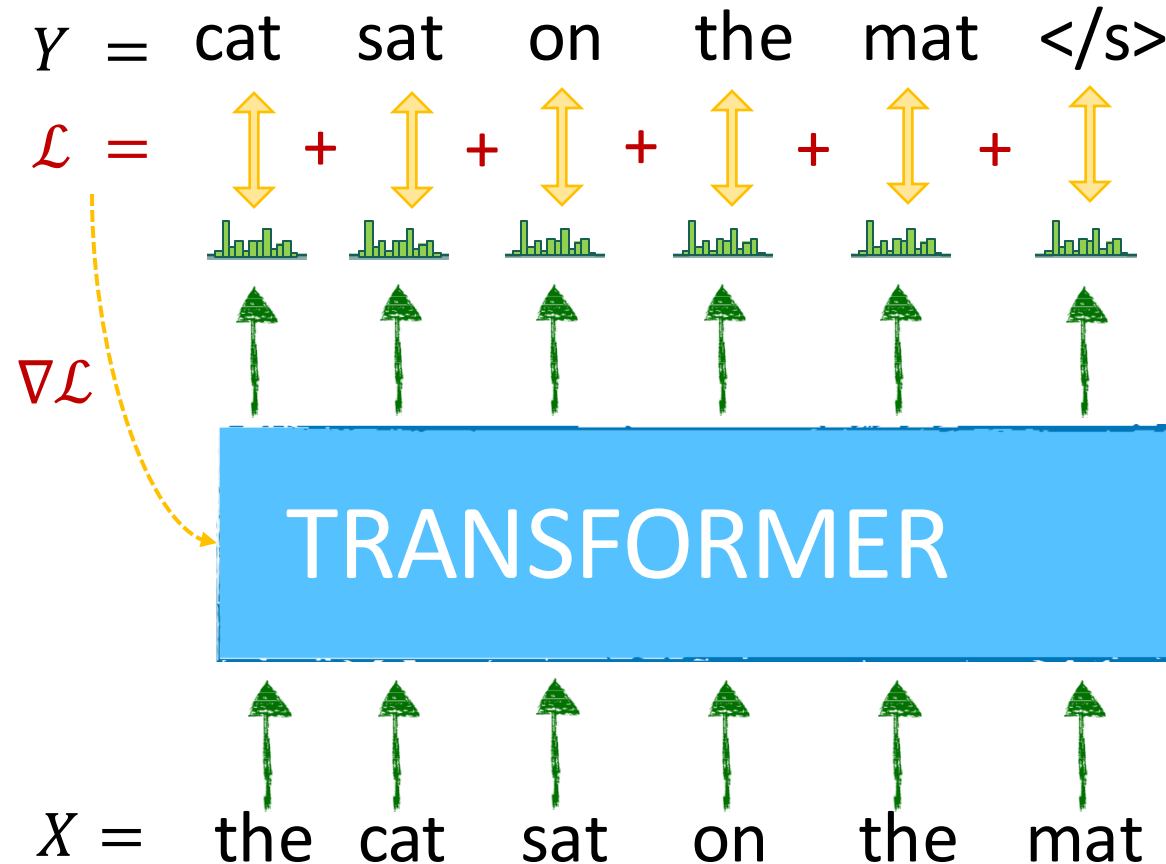 Y = cat sat on the mat </s>
ℒ = + + + + +
∇ℒ
TRANSFORMER
X = the cat sat on the mat